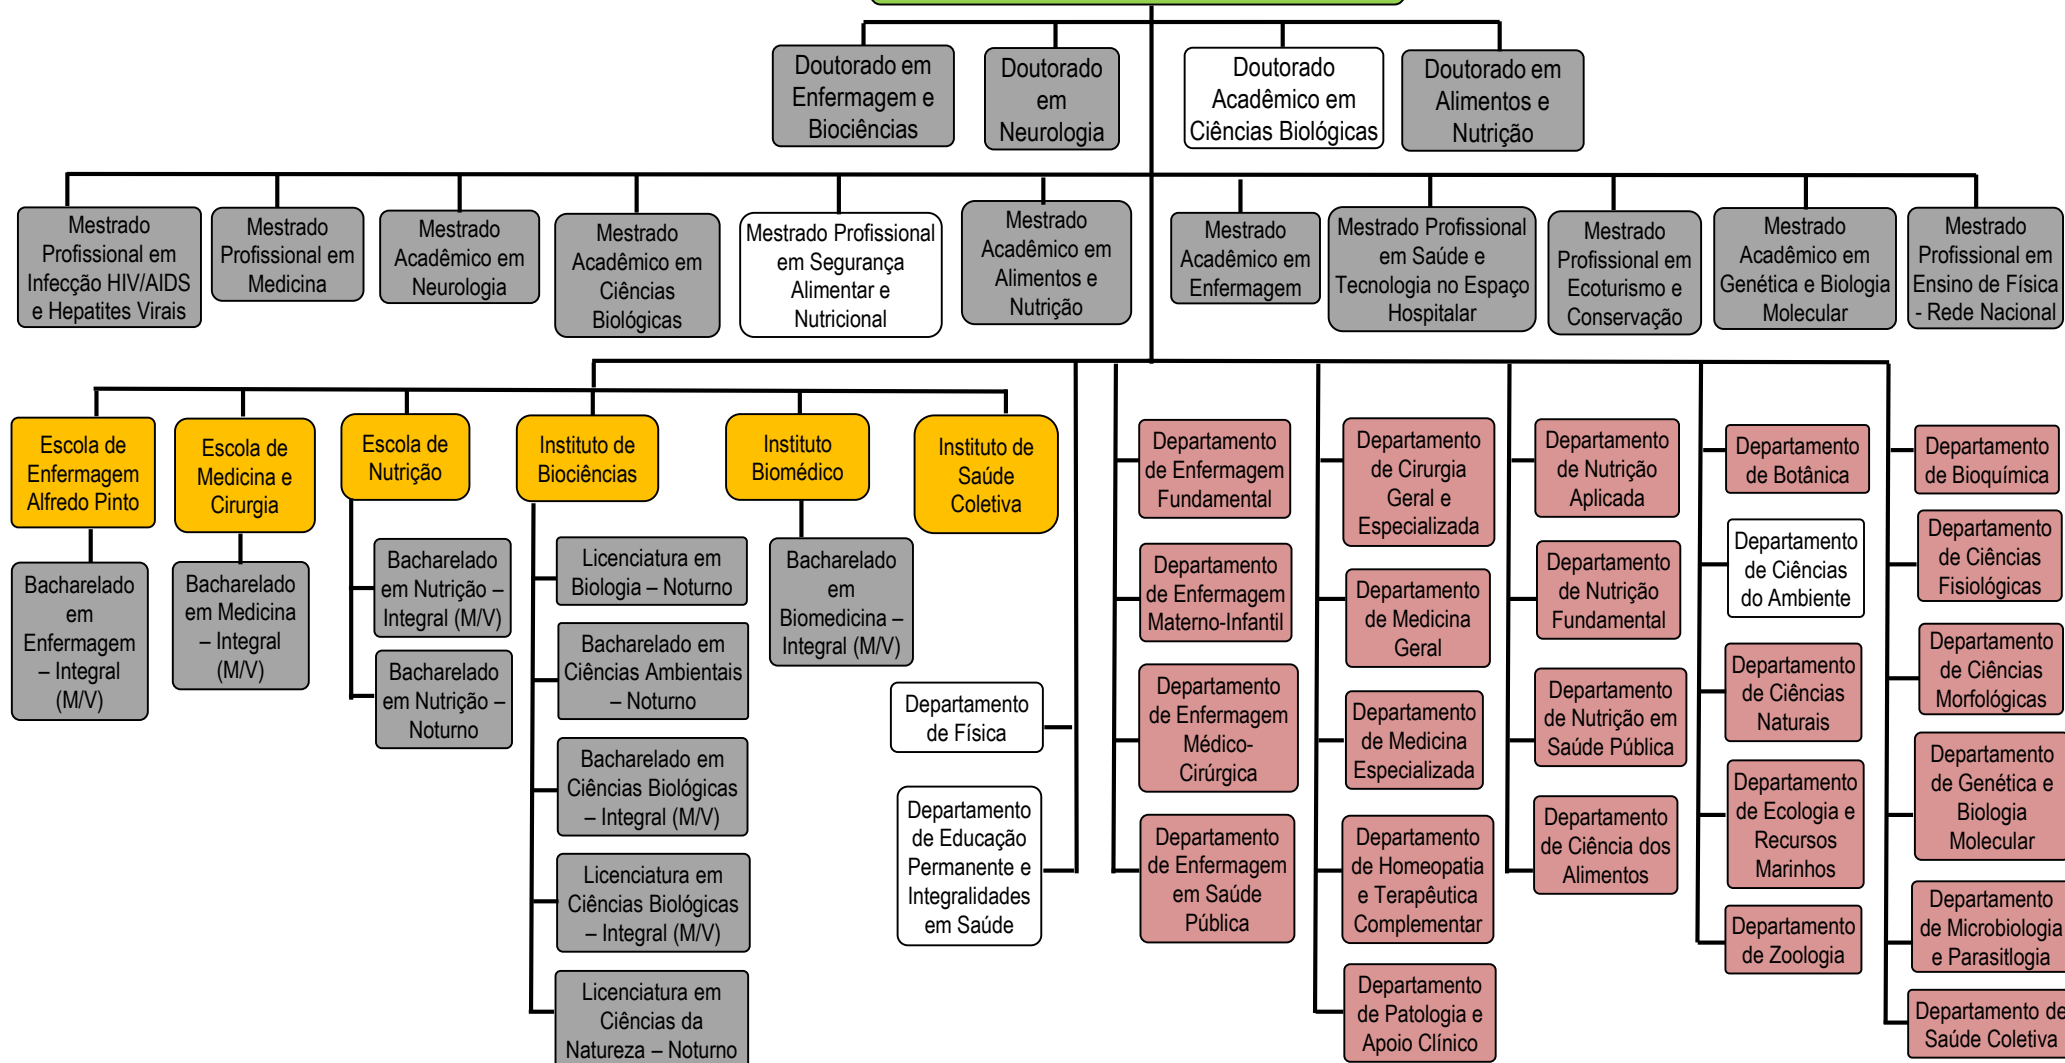 Doutorado em
Enfermagem e
Biociências
Doutorado
em
Neurologia
Doutorado
Acadêmico em
Ciências Biológicas
Doutorado em
Alimentos e
Nutrição
Mestrado
Profissional em
Infecção HIV/AIDS
e Hepatites Virais
Mestrado
Profissional em
Medicina
Mestrado
Acadêmico em
Neurologia
Mestrado
Acadêmico em
Ciências
Biológicas
Mestrado Profissional
em Segurança
Alimentar e
Nutricional
Mestrado
Acadêmico em
Alimentos e
Nutrição
Mestrado
Acadêmico em
Enfermagem
Mestrado Profissional
em Saúde e
Tecnologia no Espaço
Hospitalar
Mestrado
Profissional em
Ecoturismo e
Conservação
Mestrado
Acadêmico em
Genética e Biologia
Molecular
Mestrado
Profissional em
Ensino de Física
- Rede Nacional
Escola de
Enfermagem
Alfredo Pinto
Escola de
Medicina e
Cirurgia
Escola de
Nutrição
Instituto de
Biociências
Instituto
Biomédico
Instituto de
Saúde
Coletiva
Bacharelado
em
Enfermagem
– Integral
(M/V)
Bacharelado
em Medicina
– Integral
(M/V)
Bacharelado
em Nutrição –
Integral (M/V)
Bacharelado
em Nutrição –
Noturno
Licenciatura em
Biologia – Noturno
Bacharelado em
Ciências Ambientais
– Noturno
Bacharelado em
Ciências Biológicas
– Integral (M/V)
Licenciatura em
Ciências Biológicas
– Integral (M/V)
Licenciatura em
Ciências da
Natureza – Noturno
Bacharelado
em
Biomedicina –
Integral (M/V)
Departamento
de Física
Departamento
de Educação
Permanente e
Integralidades
em Saúde
Departamento
de Enfermagem
Fundamental
Departamento
de Enfermagem
Materno-Infantil
Departamento
de Enfermagem
Médico-
Cirúrgica
Departamento
de Enfermagem
em Saúde
Pública
Departamento
de Cirurgia
Geral e
Especializada
Departamento
de Medicina
Geral
Departamento
de Medicina
Especializada
Departamento
de Homeopatia
e Terapêutica
Complementar
Departamento
de Patologia e
Apoio Clínico
Departamento
de Nutrição
Aplicada
Departamento
de Nutrição
Fundamental
Departamento
de Nutrição em
Saúde Pública
Departamento
de Ciência dos
Alimentos
Departamento
de Botânica
Departamento
de Ciências
do Ambiente
Departamento
de Ciências
Naturais
Departamento
de Ecologia e
Recursos
Marinhos
Departamento
de Zoologia
Departamento
de Bioquímica
Departamento
de Ciências
Fisiológicas
Departamento
de Ciências
Morfológicas
Departamento
de Genética e
Biologia
Molecular
Departamento
de Microbiologia
e Parasitlogia
Departamento de
Saúde Coletiva